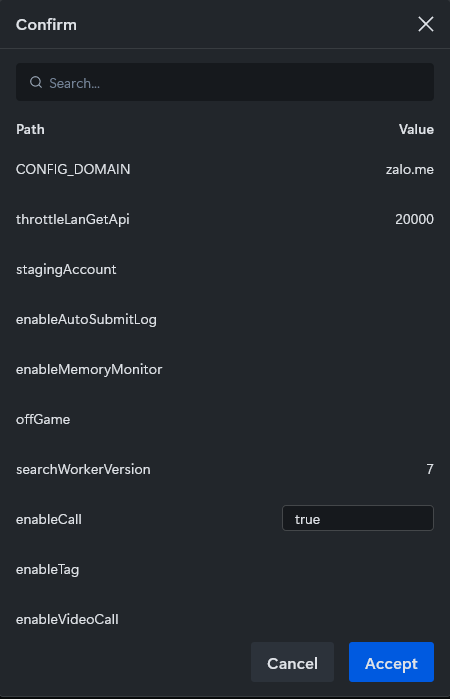 Confirm
Search...
Path Value
CONFIG_DOMAIN zalo.me
throttleLanGetApi 20000
stagingAccount
enableAutoSubmitLog
enableMemoryMonitor
offGame
searchWorkerVersion 7
enableCall true
enableTag
enableVideoCall
Cancel Accept